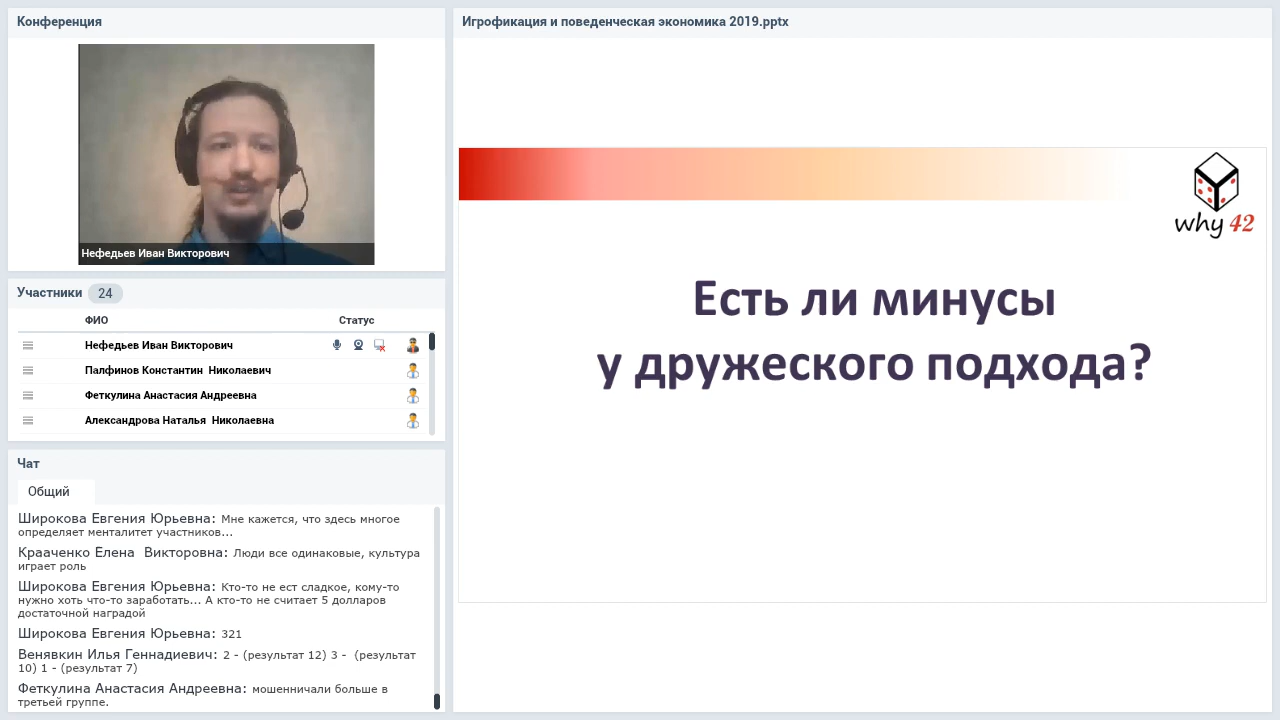 Конференция
Нефедьев Иван Викторович
Участники 24
ФИО Статус
Нефедьев Иван Викторович
Палфинов Константин Николаевич
Феткулина Анастасия Андреевна
Александрова Наталья Николаевна
Чат
Общий
Широкова Евгения Юрьевна: Мне кажется, что здесь многое
определяет менталитет участников...
Крааченко Елена Викторовна: Люди все одинаковые, культура
играет роль
Широкова Евгения Юрьевна: Кто-то не ест сладкое, кому-то
нужно хоть что-то заработать... А кто-то не считает 5 долларов
достаточной наградой
Широкова Евгения Юрьевна: 321
Венявкин Илья Геннадиевич: 2 - (результат 12) 3 - (результат
10) 1 - (результат 7)
Феткулина Анастасия Андреевна: мошенничали больше в
третьей группе.
Игрофикация и поведенческая экономика 2019.pptx
why 42
Есть ли минусы
у дружеского подхода?